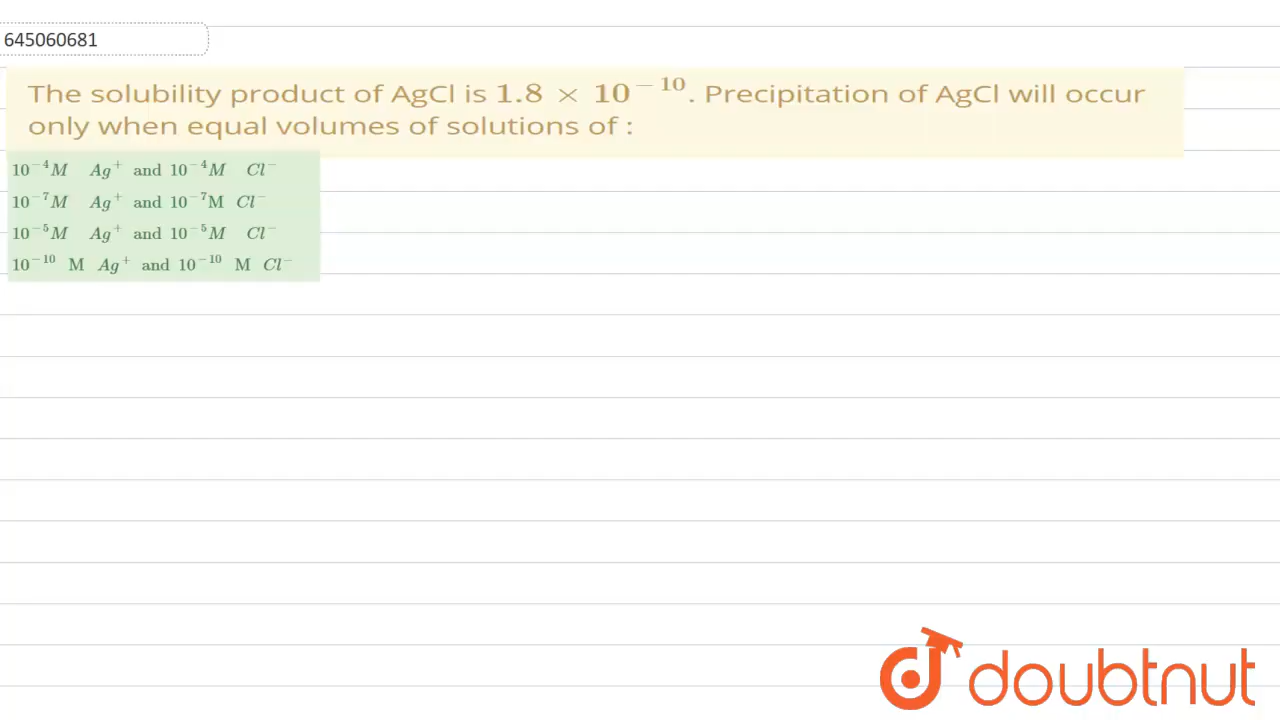 645060681
The solubility product of AgCl is 1.8 × 10⁻¹⁰. Precipitation of AgCl will occur
only when equal volumes of solutions of :
10⁻⁴M Ag⁺ and 10⁻⁴M Cl⁻
10⁻⁷M Ag⁺ and 10⁻⁷M Cl⁻
10⁻⁵M Ag⁺ and 10⁻⁵M Cl⁻
10⁻¹⁰ M Ag⁺ and 10⁻¹⁰ M Cl⁻
doubtnut